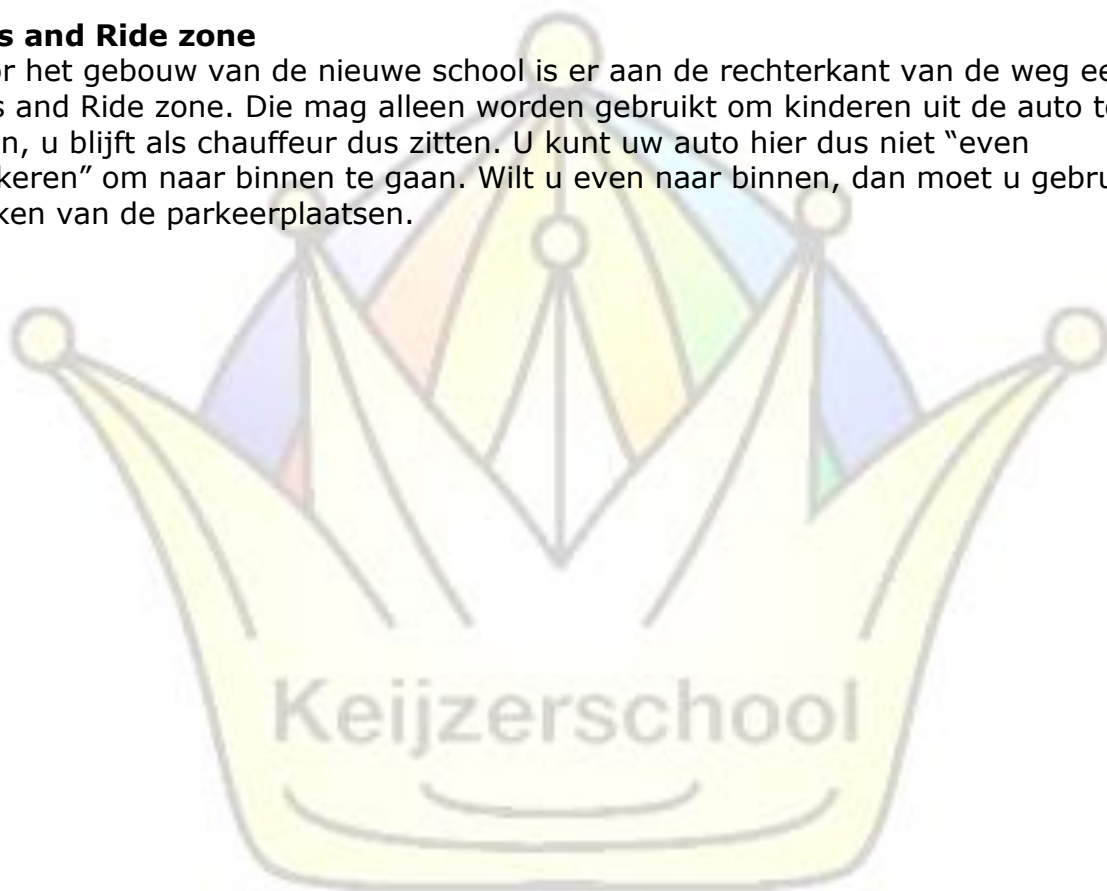 s and Ride zone
or het gebouw van de nieuwe school is er aan de rechterkant van de weg ee
s and Ride zone. Die mag alleen worden gebruikt om kinderen uit de auto te
n, u blijft als chauffeur dus zitten. U kunt uw auto hier dus niet “even
keren” om naar binnen te gaan. Wilt u even naar binnen, dan moet u gebru
ken van de parkeerplaatsen.
Keijzerschool